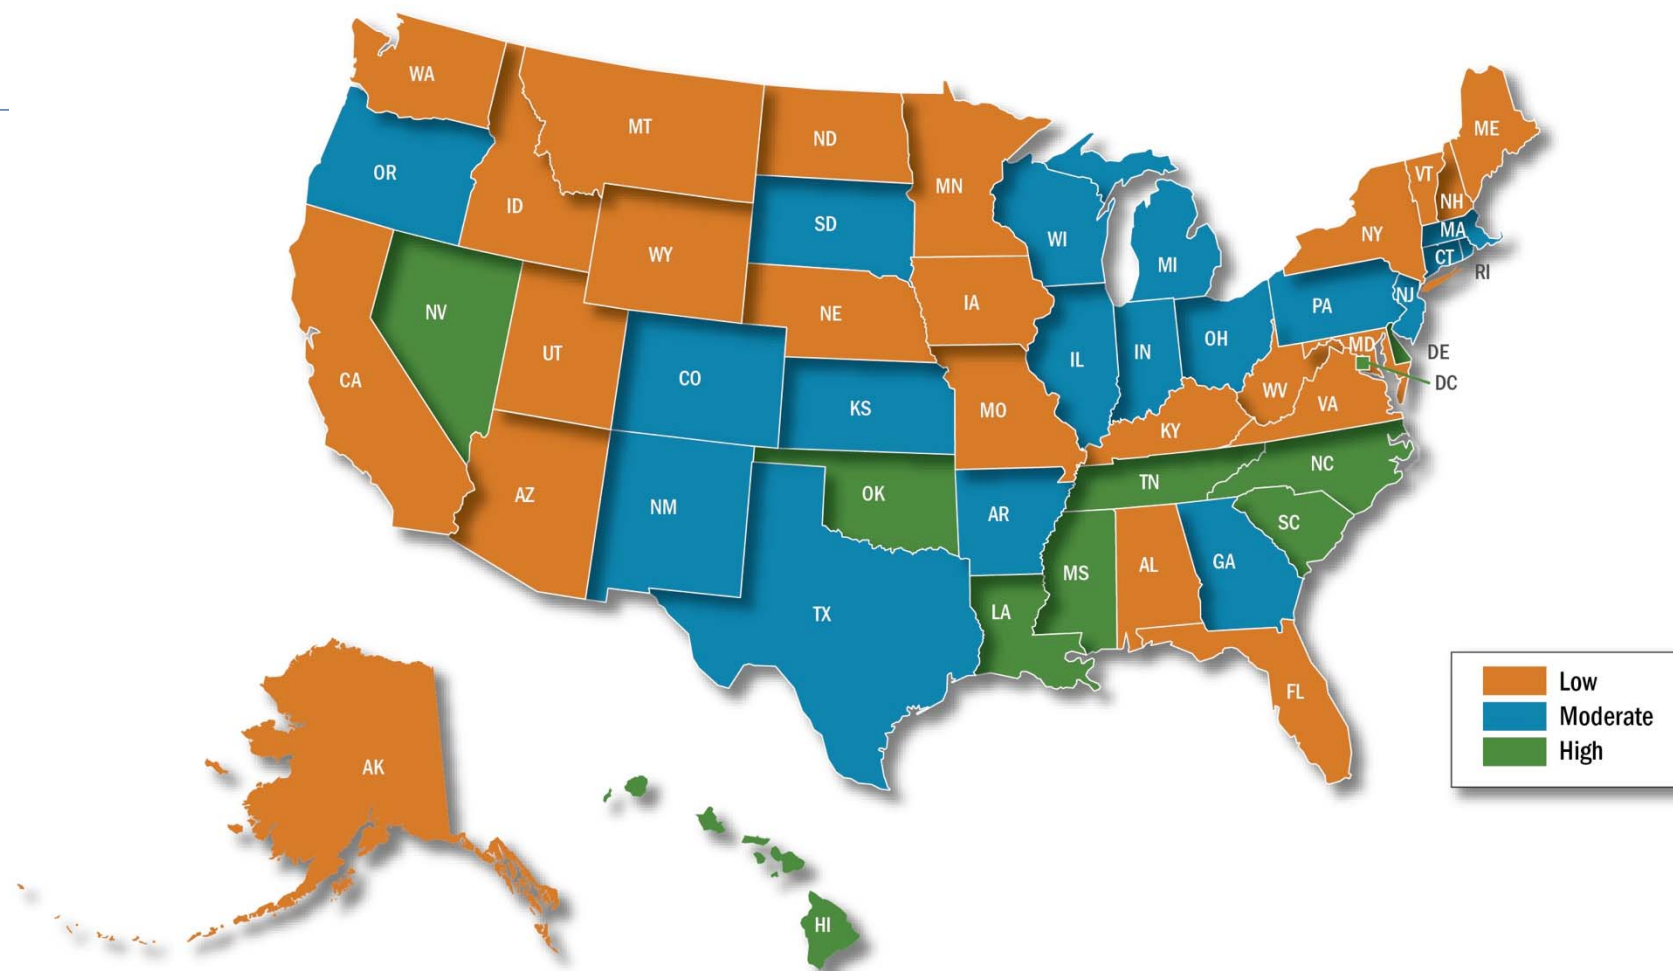 WA
MT
ND
MN
ME
OR
ID
SD
WI
VT
NH
NY
MA
CT
RI
WY
MI
NV
NE
IA
PA
NJ
UT
CO
IL
IN
OH
MD
DE
DC
CA
KS
MO
WV
VA
KY
AZ
NM
OK
AR
TN
NC
SC
MS
AL
GA
LA
TX
FL
AK
HI
Low
Moderate
High